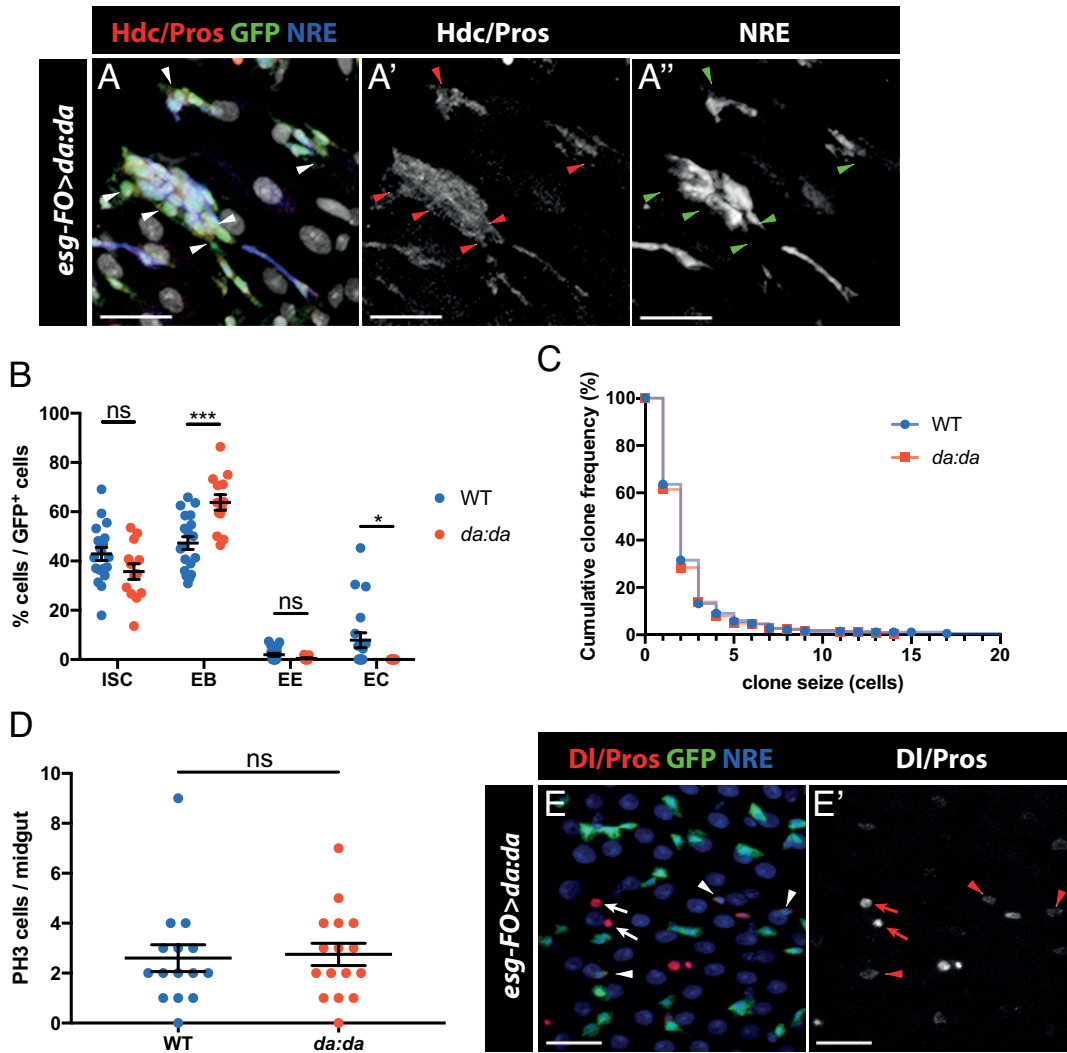 Hdc/Pros GFP NRE
Hdc/Pros
NRE
esg-FO>da:da
A
A'
A''
B
% cells / GFP+ cells
100
80
60
40
20
0
ns
***
ns
*
ISC
EB
EE
EC
WT
da:da
C
Cumulative clone frequency (%)
100
80
60
40
20
0
0
5
10
15
20
clone seize (cells)
WT
da:da
D
PH3 cells / midgut
10
8
6
4
2
0
ns
WT
da:da
Dl/Pros GFP NRE
Dl/Pros
esg-FO>da:da
E
E'